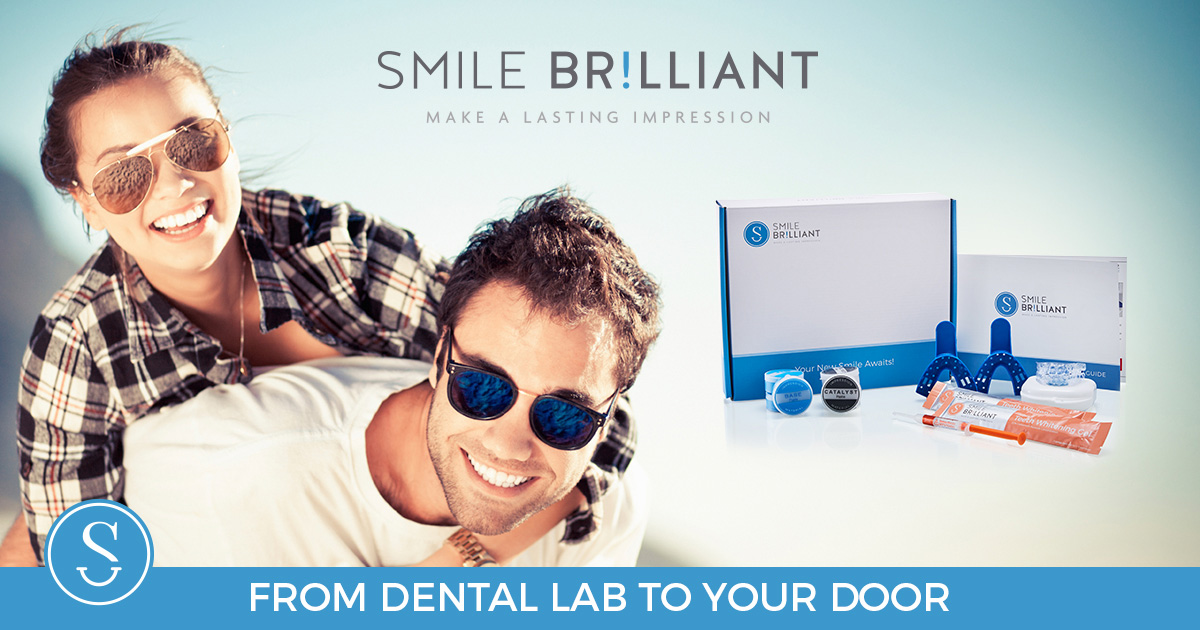 SMILE BR!LLIANT
MAKE A LASTING IMPRESSION
S
SMILE
BR!LLIANT
Your New Smile Awaits!
S
SMILE
BR!LLIANT
GUIDE
BASE
CATALYST
SMILE
BR!LLIANT
Teeth Whitening Gel
S
FROM DENTAL LAB TO YOUR DOOR